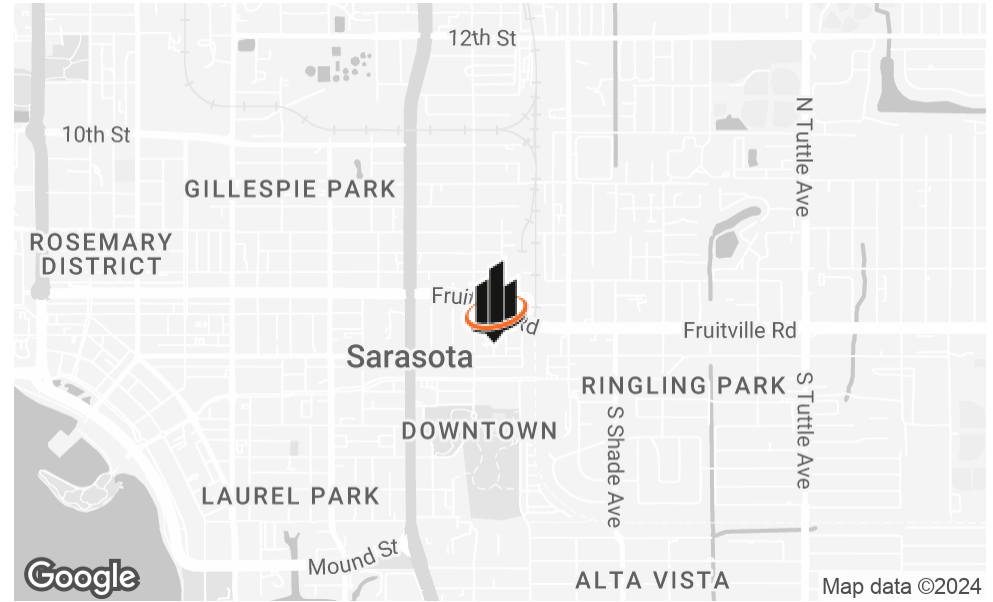 12th St
10th St
N Tuttle Ave
GILLESPIE PARK
ROSEMARY
DISTRICT
Rd
Fruitville Rd
Sarasota
RINGLING PARK
S Tuttle Ave
S Shade Ave
DOWNTOWN
LAUREL PARK
Mound St
ALTA VISTA
Google
Map data ©2024